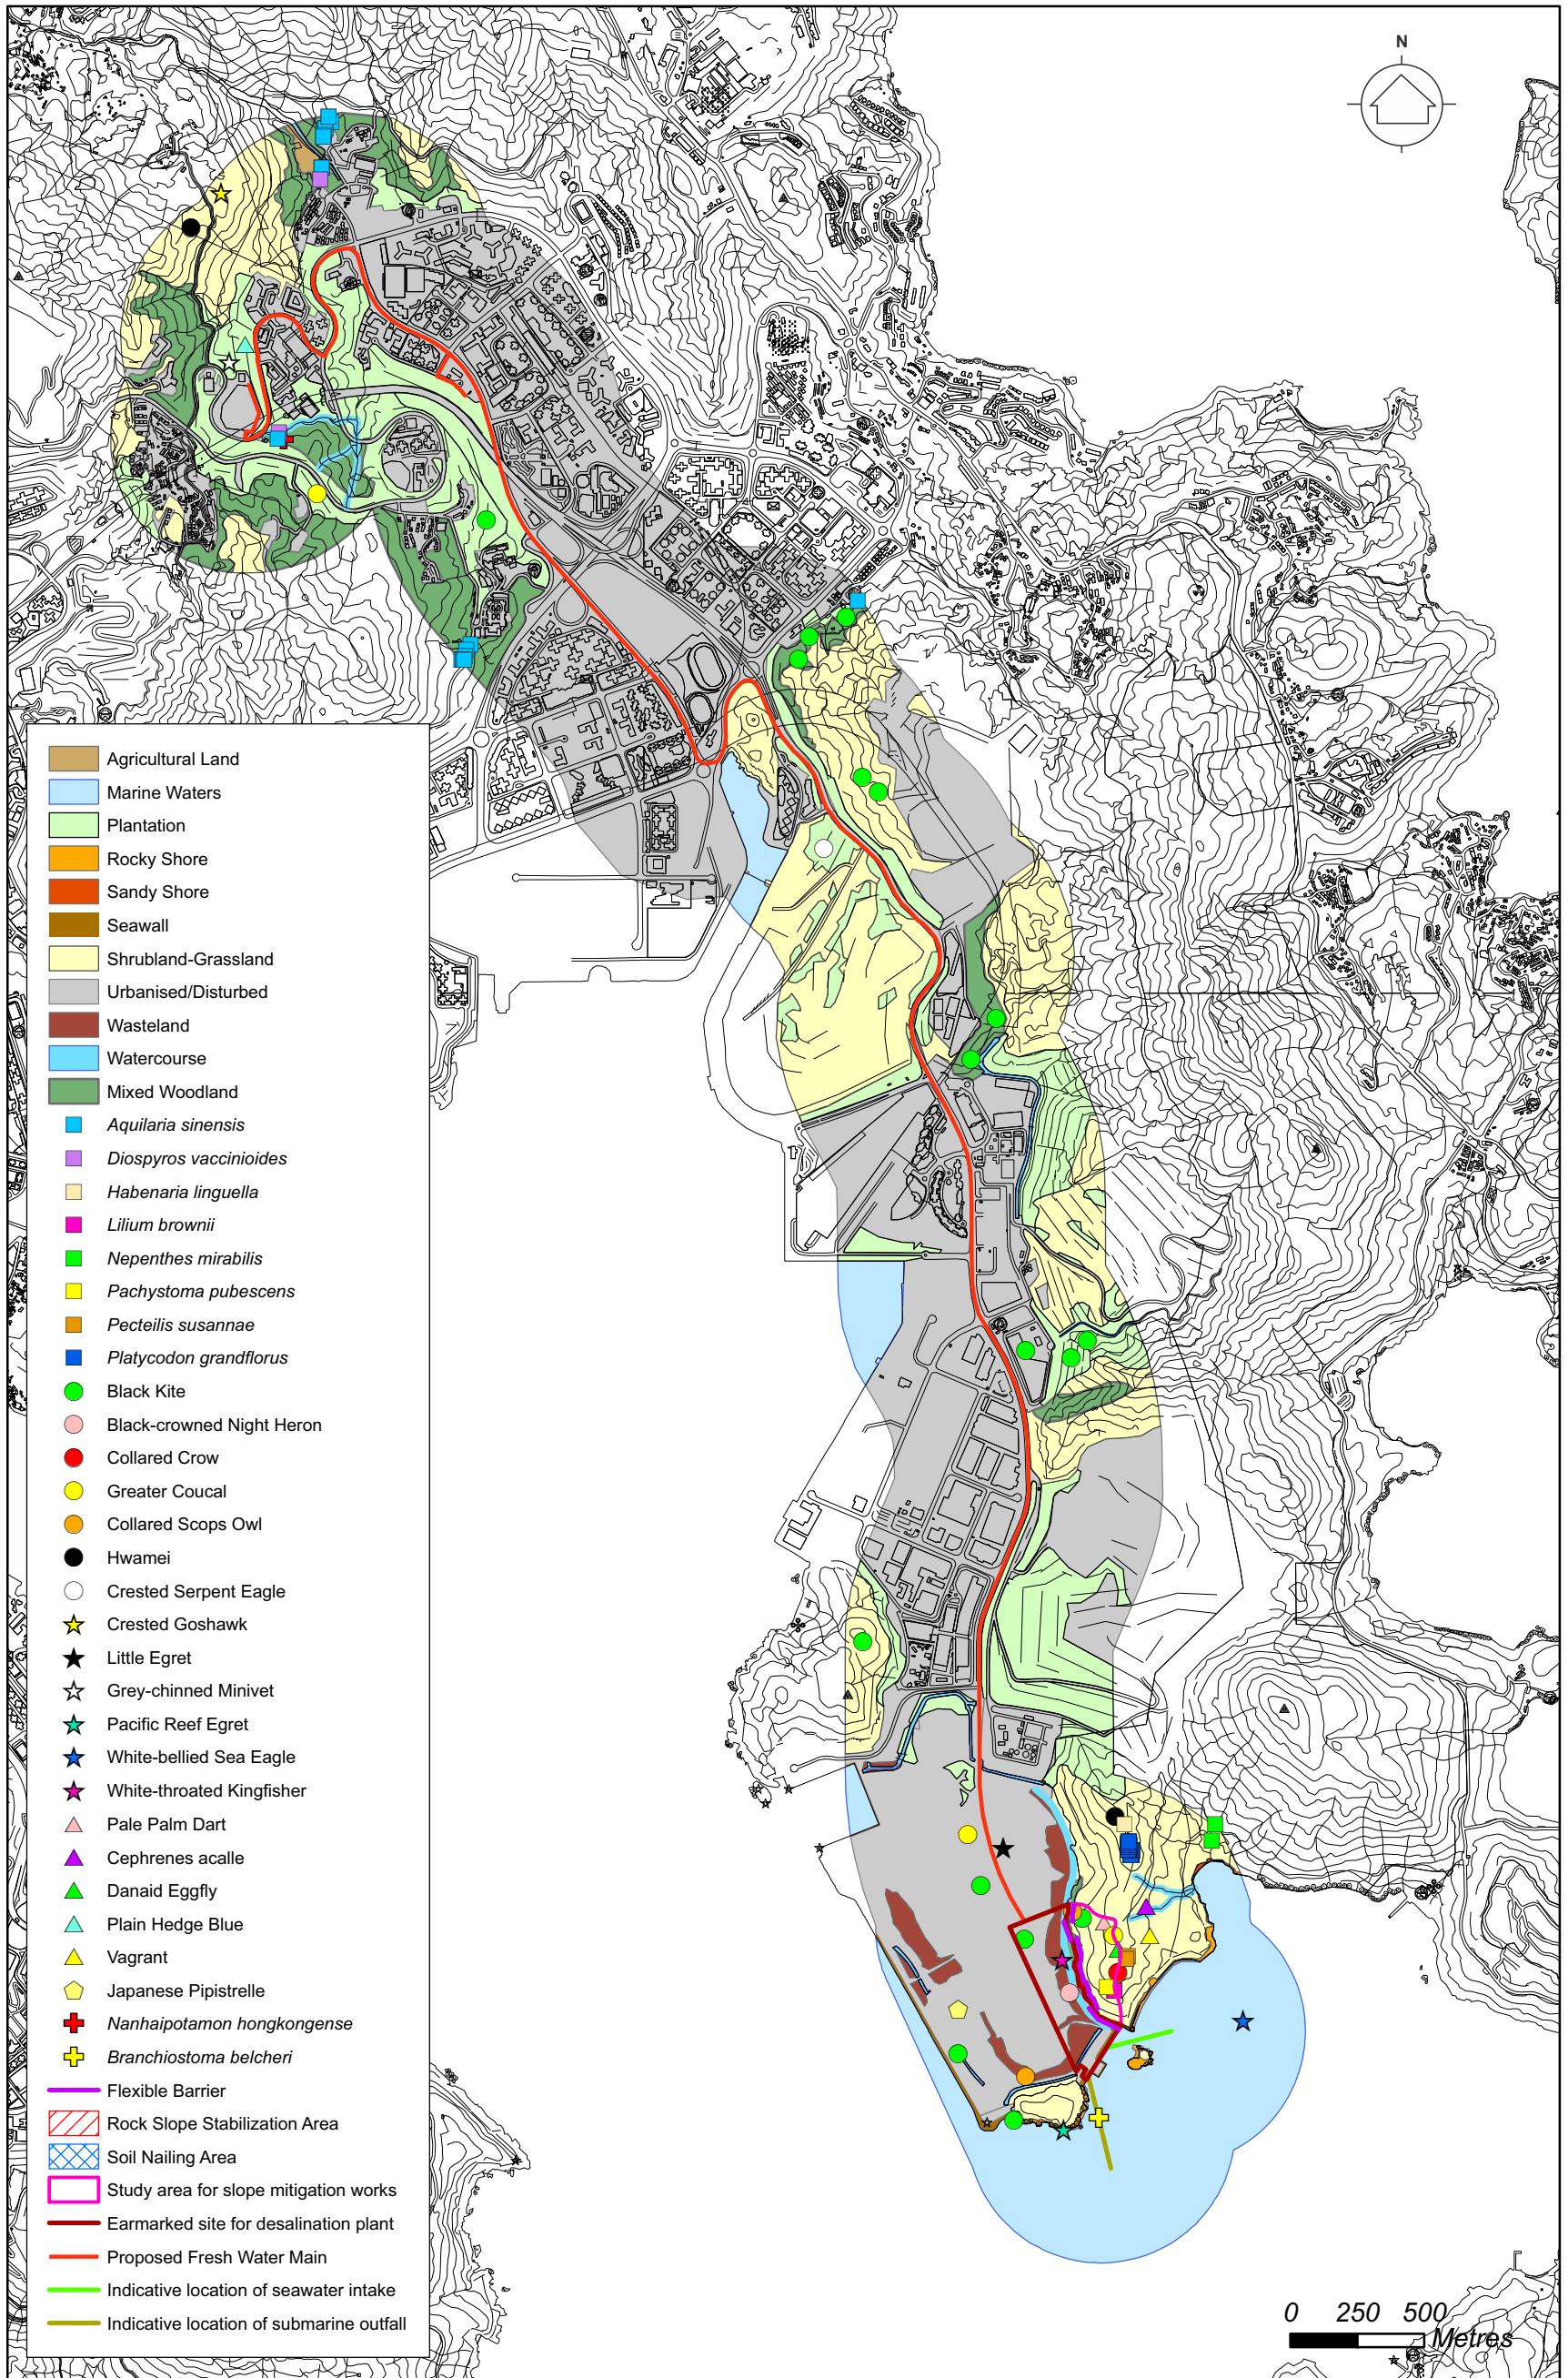 N
Agricultural Land
Marine Waters
Plantation
Rocky Shore
Sandy Shore
Seawall
Shrubland-Grassland
Urbanised/Disturbed
Wasteland
Watercourse
Mixed Woodland
Aquilaria sinensis
Diospyros vaccinioides
Habenaria linguella
Lilium brownii
Nepenthes mirabilis
Pachystoma pubescens
Pecteilis susannae
Platycodon grandflorus
Black Kite
Black-crowned Night Heron
Collared Crow
Greater Coucal
Collared Scops Owl
Hwamei
Crested Serpent Eagle
Crested Goshawk
Little Egret
Grey-chinned Minivet
Pacific Reef Egret
White-bellied Sea Eagle
White-throated Kingfisher
Pale Palm Dart
Cephrenes acalle
Danaid Eggfly
Plain Hedge Blue
Vagrant
Japanese Pipistrelle
Nanhaipotamon hongkongense
Branchiostoma belcheri
Flexible Barrier
Rock Slope Stabilization Area
Soil Nailing Area
Study area for slope mitigation works
Earmarked site for desalination plant
Proposed Fresh Water Main
Indicative location of seawater intake
Indicative location of submarine outfall
0 250 500
Metres